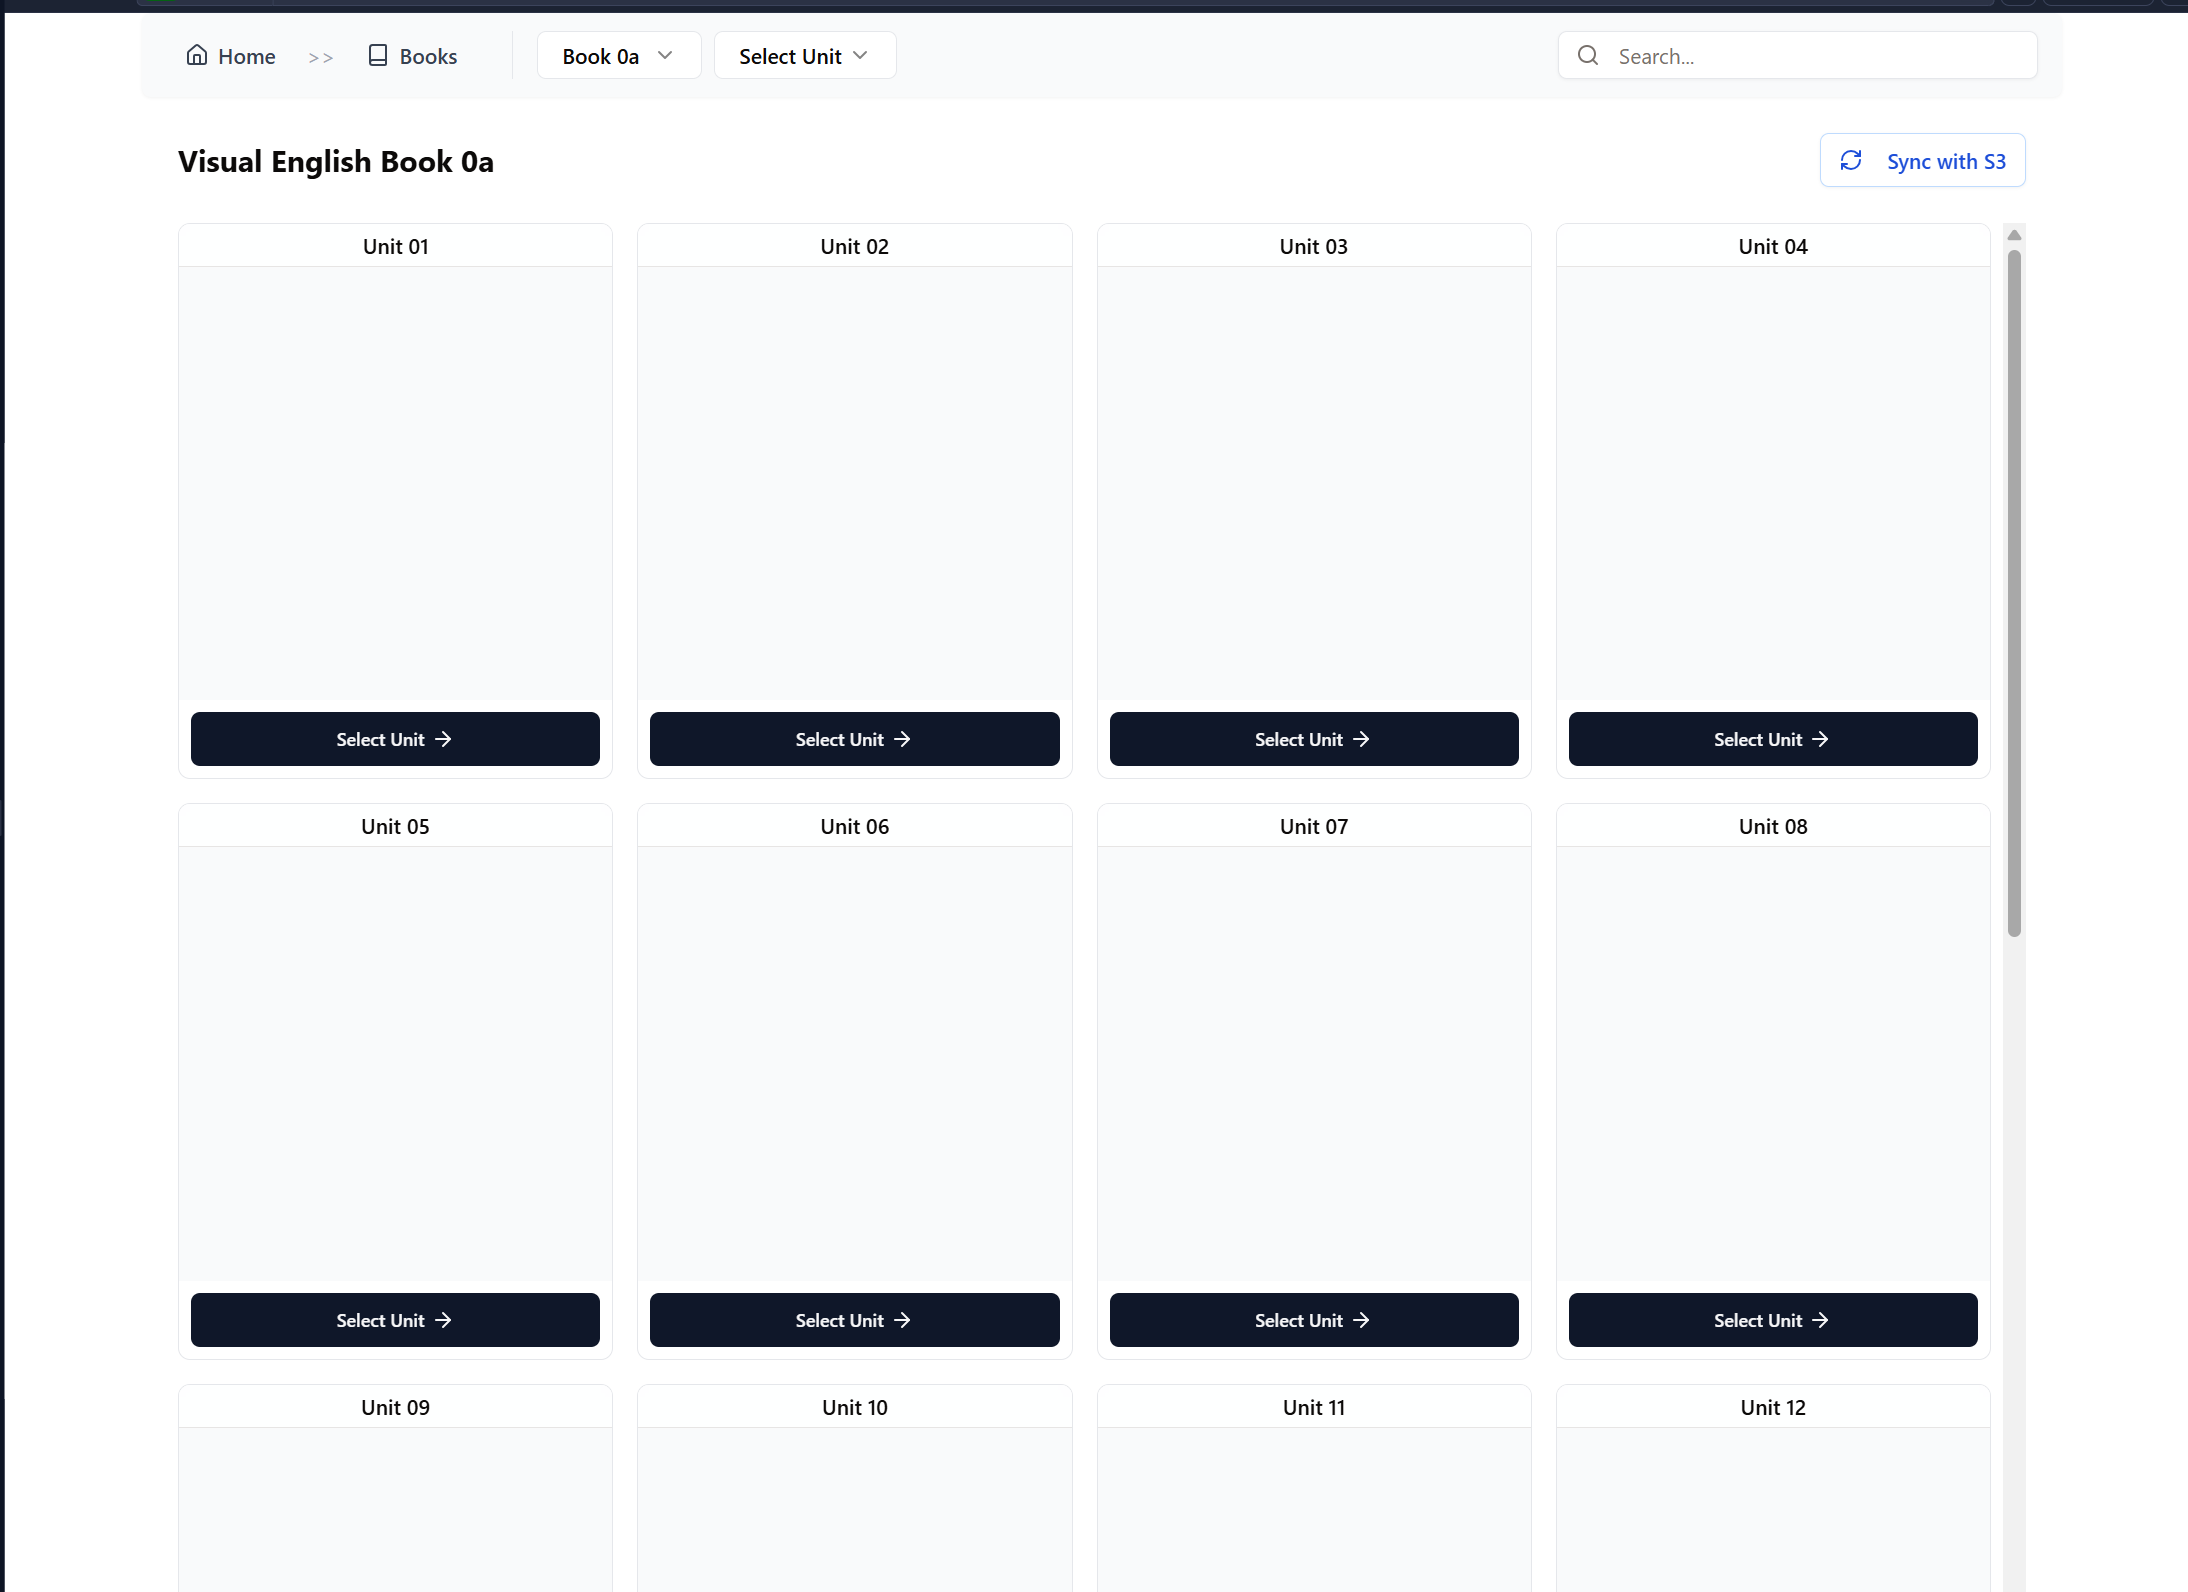 Home >> Books Book 0a Select Unit Search...
Visual English Book 0a Sync with S3
Unit 01 Unit 02 Unit 03 Unit 04
Select Unit → Select Unit → Select Unit → Select Unit →
Unit 05 Unit 06 Unit 07 Unit 08
Select Unit → Select Unit → Select Unit → Select Unit →
Unit 09 Unit 10 Unit 11 Unit 12